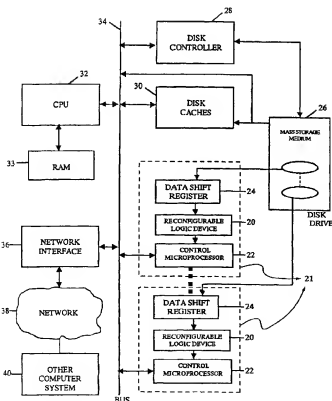 34
28
DISK
CONTROLLER
32
CPU
30
DISK
CACHES
26
MASS STORAGE
MEDIUM
DISK
DRIVE
33
RAM
DATA SHIFT
REGISTER
24
RECONFIGURABLE
LOGIC DEVICE
20
CONTROL
MICROPROCESSOR
22
36
NETWORK
INTERFACE
21
38
NETWORK
DATA SHIFT
REGISTER
24
RECONFIGURABLE
LOGIC DEVICE
20
CONTROL
MICROPROCESSOR
22
40
OTHER
COMPUTER
SYSTEM
BUS